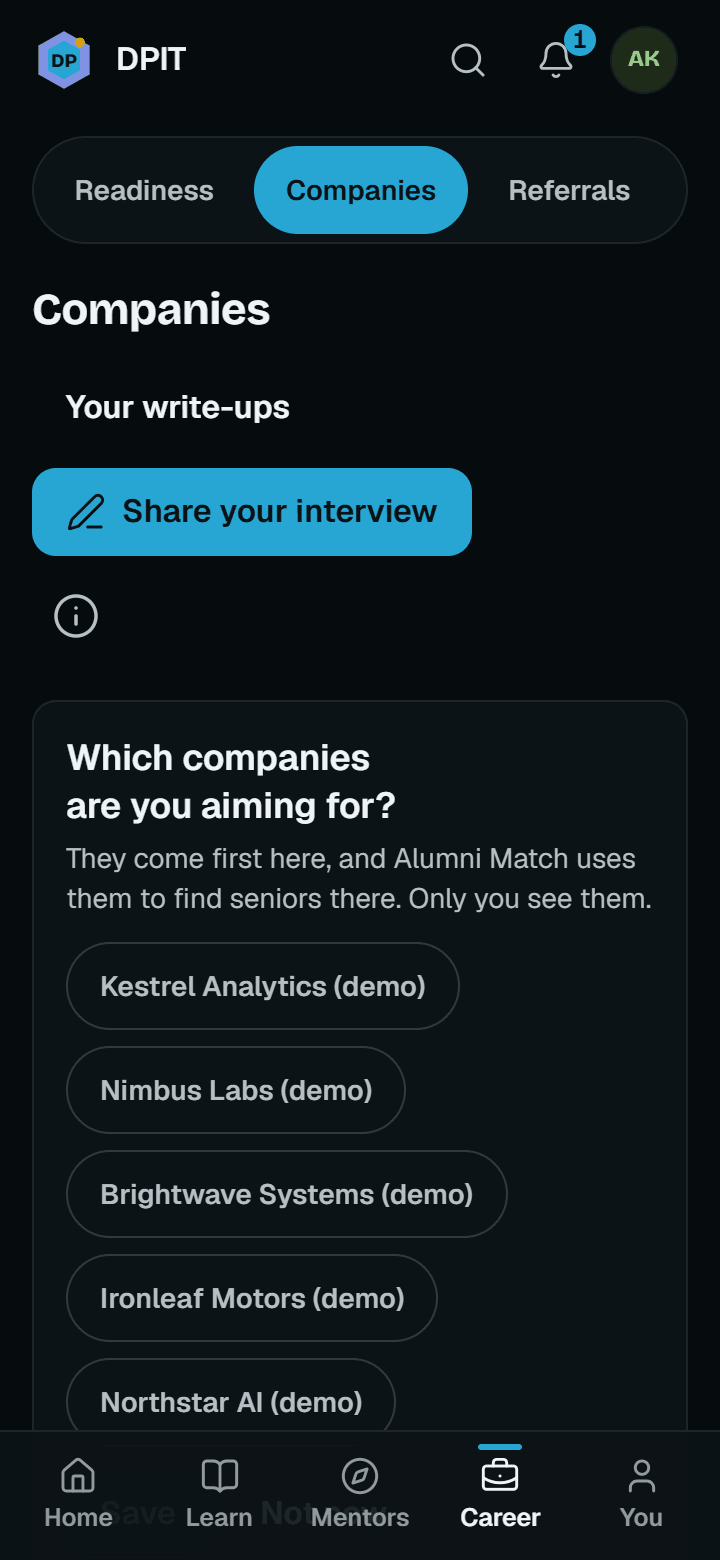 DP
DPIT
1
AK
Readiness
Companies
Referrals
Companies
Your write-ups
Share your interview
Which companies
are you aiming for?
They come first here, and Alumni Match uses
them to find seniors there. Only you see them.
Kestrel Analytics (demo)
Nimbus Labs (demo)
Brightwave Systems (demo)
Ironleaf Motors (demo)
Northstar AI (demo)
Save
Not now
Home
Learn
Mentors
Career
You